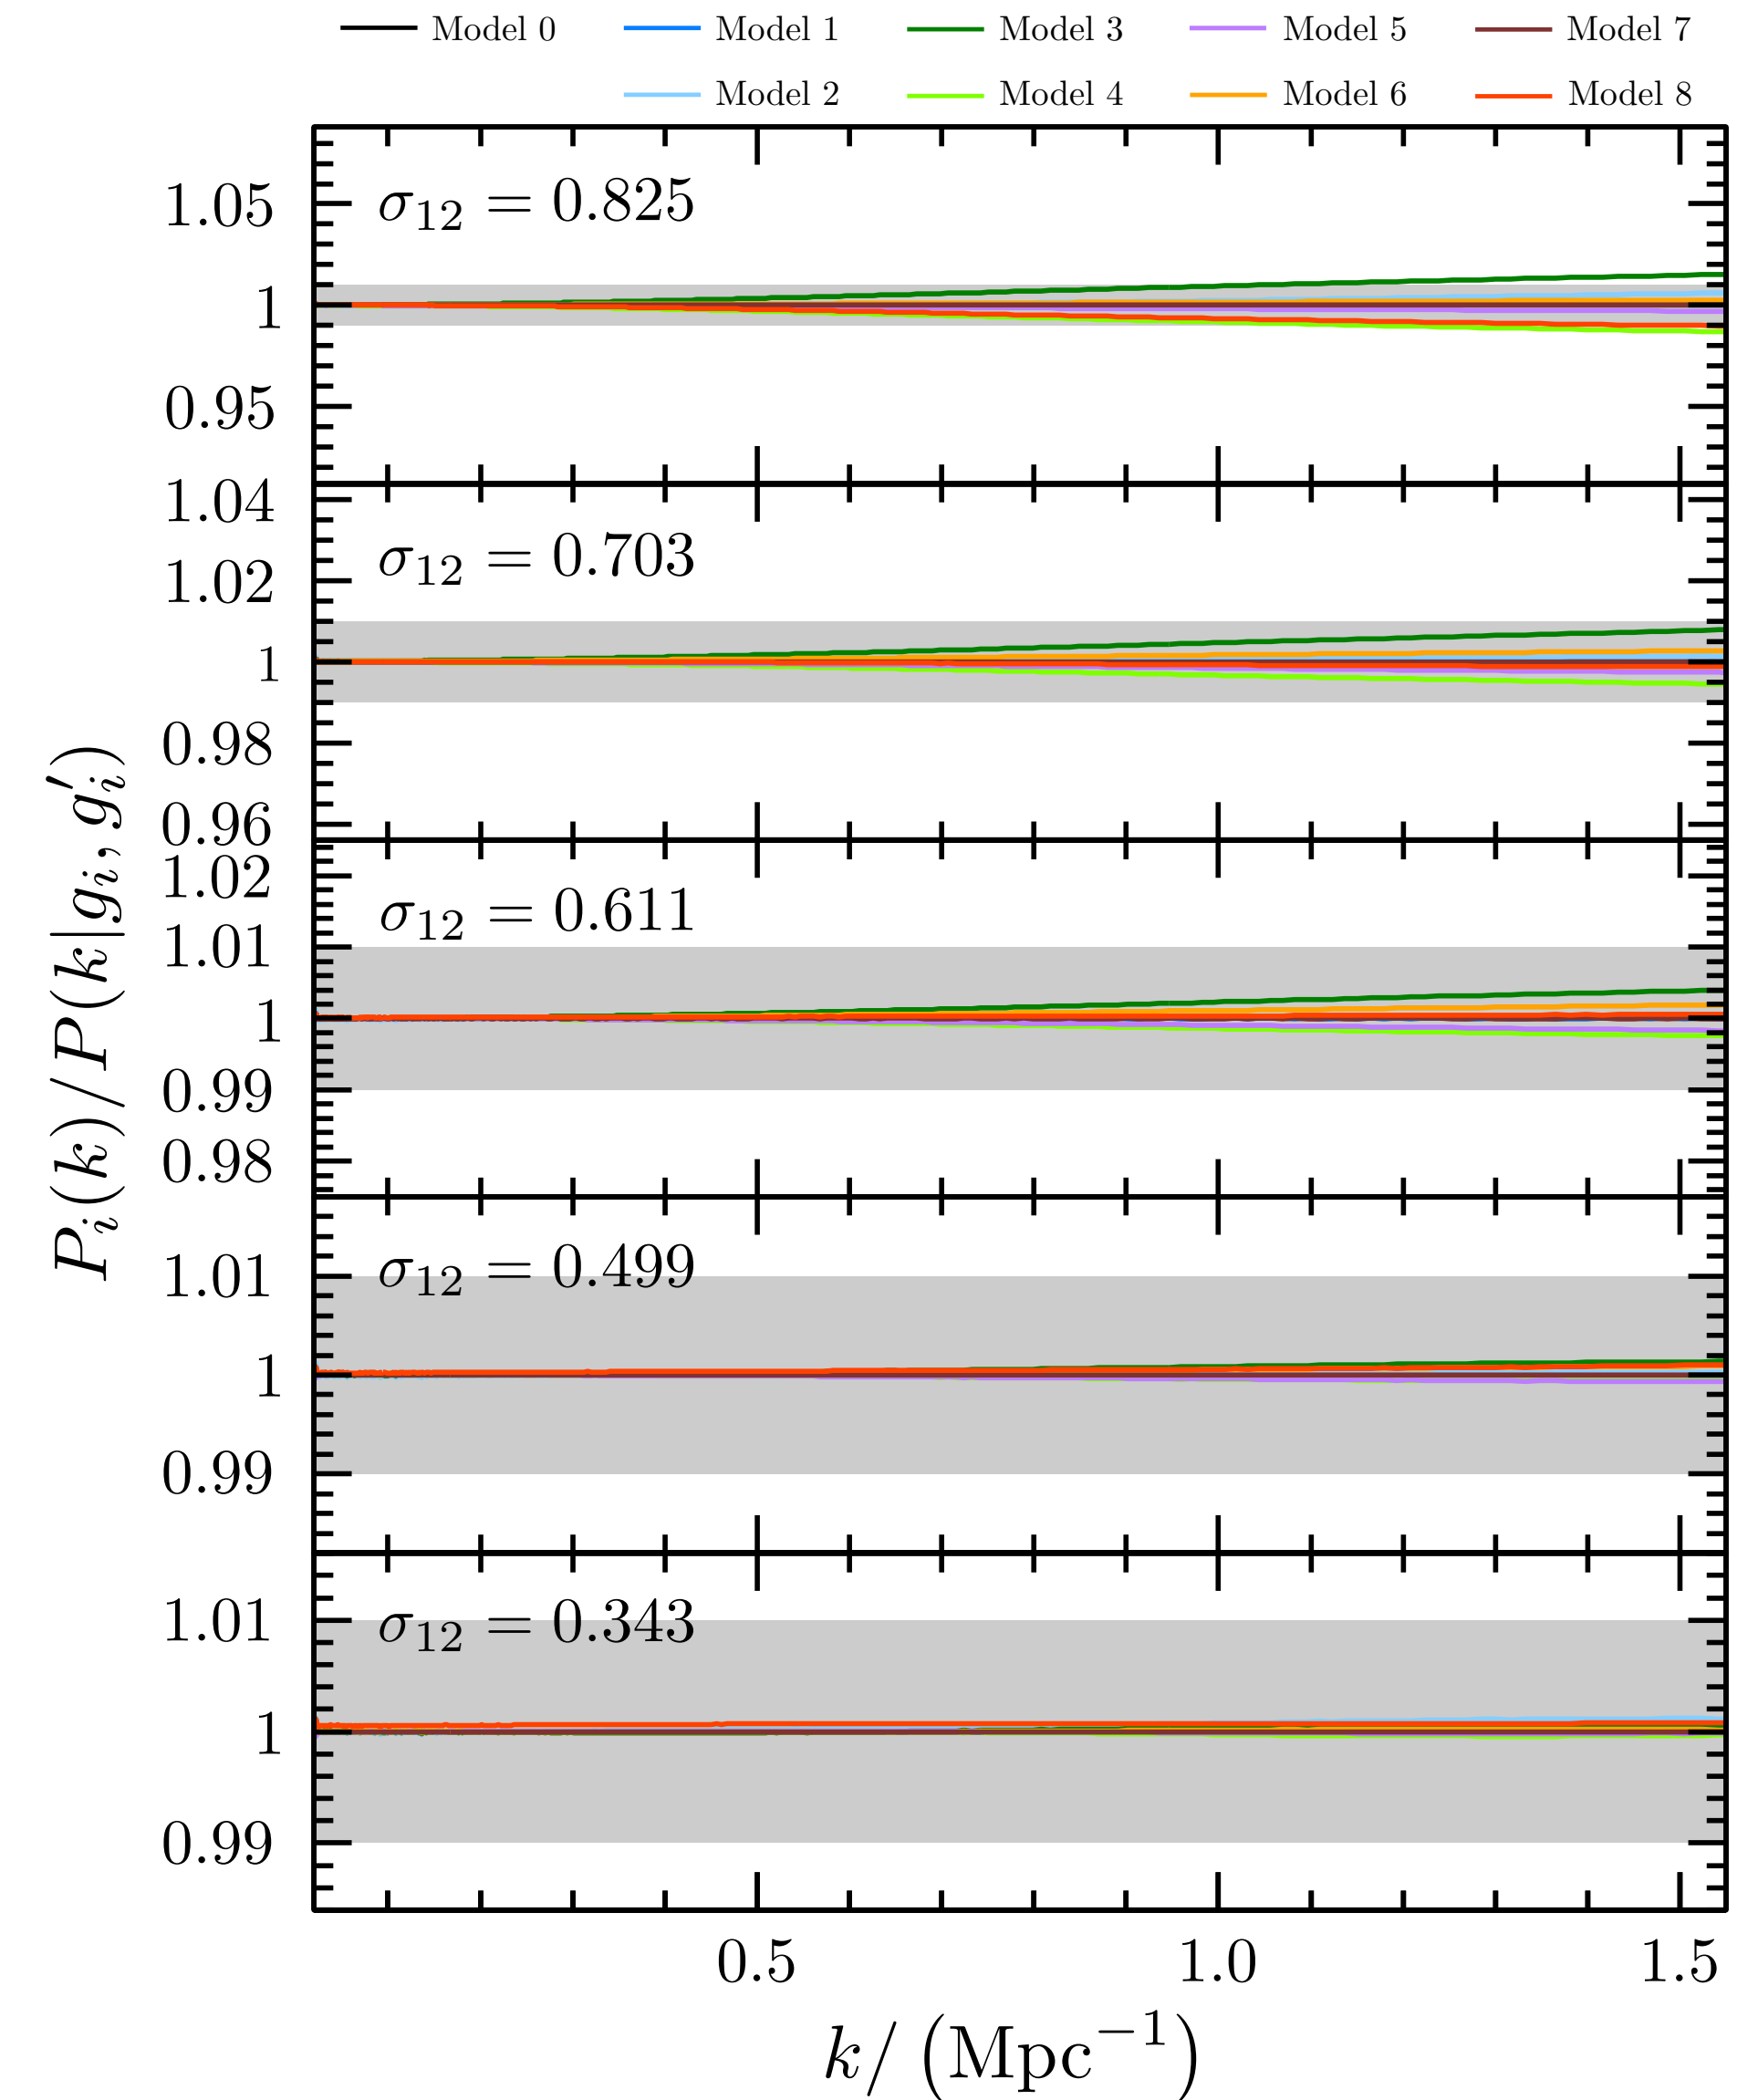 Model 0 Model 1 Model 3 Model 5 Model 7
Model 2 Model 4 Model 6 Model 8
σ₁₂ = 0.825
1.05
1
0.95
σ₁₂ = 0.703
1.04
1.02
1
0.98
0.96
σ₁₂ = 0.611
1.02
1.01
1
0.99
0.98
σ₁₂ = 0.499
1.01
1
0.99
σ₁₂ = 0.343
1.01
1
0.99
0.5 1.0 1.5
k/(Mpc⁻¹)
Pᵢ(k)/P(k|gᵢ, g′ᵢ)